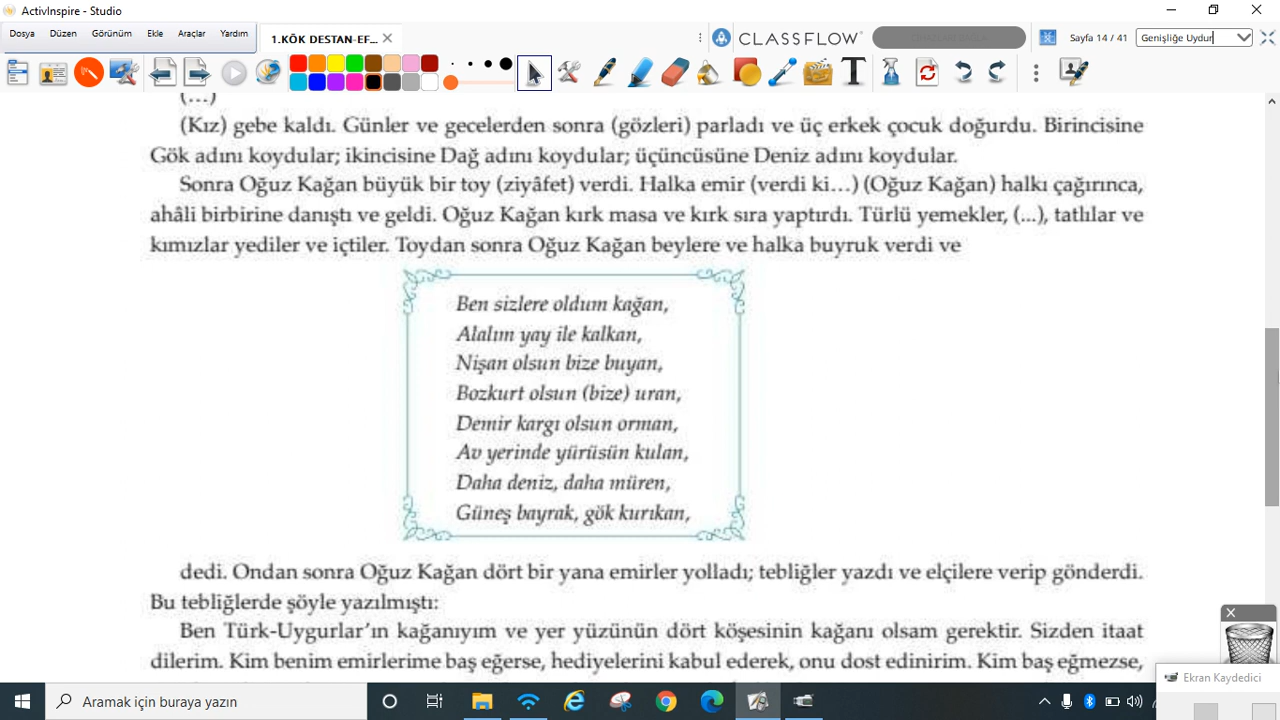 ActivInspire - Studio
Dosya Düzen Görünüm Ekle Araçlar Yardım
1.KÖK DESTAN-EF...
CLASSFLOW
Sayfa 14 / 41
Genişliğe Uydur
(…)
(Kız) gebe kaldı. Günler ve gecelerden sonra (gözleri) parladı ve üç erkek çocuk doğurdu. Birincisine
Gök adını koydular; ikincisine Dağ adını koydular; üçüncüsüne Deniz adını koydular.
Sonra Oğuz Kağan büyük bir toy (ziyâfet) verdi. Halka emir (verdi ki…) (Oğuz Kağan) halkı çağırınca,
ahâli birbirine danıştı ve geldi. Oğuz Kağan kırk masa ve kırk sıra yaptırdı. Türlü yemekler, (...), tatlılar ve
kımızlar yediler ve içtiler. Toydan sonra Oğuz Kağan beylere ve halka buyruk verdi ve
Ben sizlere oldum kağan,
Alalım yay ile kalkan,
Nişan olsun bize buyan,
Bozkurt olsun (bize) uran,
Demir kargı olsun orman,
Av yerinde yürüsün kulan,
Daha deniz, daha müren,
Güneş bayrak, gök kurıkan,
dedi. Ondan sonra Oğuz Kağan dört bir yana emirler yolladı; tebliğler yazdı ve elçilere verip gönderdi.
Bu tebliğlerde şöyle yazılmıştı:
Ben Türk-Uygurlar'ın kağanıyım ve yer yüzünün dört köşesinin kağanı olsam gerektir. Sizden itaat
dilerim. Kim benim emirlerime baş eğerse, hediyelerini kabul ederek, onu dost edinirim. Kim baş eğmezse,
Ekran Kaydedici
Aramak için buraya yazın